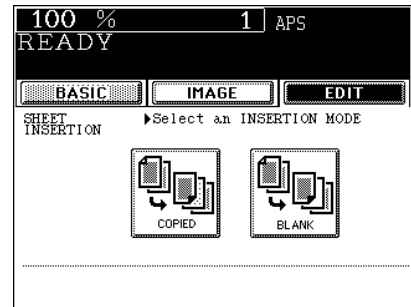 100 % 1 APS
READY
BASIC IMAGE EDIT
SHEET INSERTION ▶Select an INSERTION MODE
COPIED BLANK